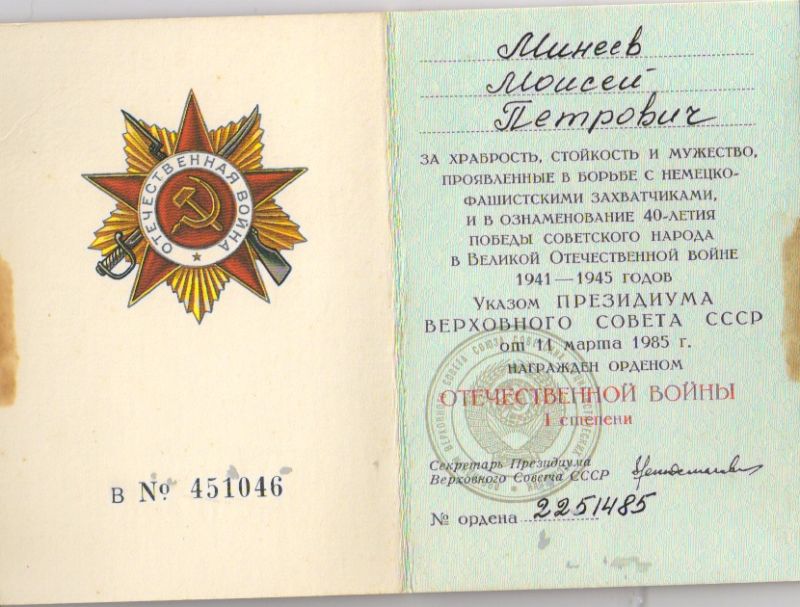 ОТЕЧЕСТВЕННАЯ ВОЙНА
В № 451046
Минеев
Моисей
Петрович
ЗА ХРАБРОСТЬ, СТОЙКОСТЬ И МУЖЕСТВО,
ПРОЯВЛЕННЫЕ В БОРЬБЕ С НЕМЕЦКО-
ФАШИСТСКИМИ ЗАХВАТЧИКАМИ,
И В ОЗНАМЕНОВАНИЕ 40-ЛЕТИЯ
ПОБЕДЫ СОВЕТСКОГО НАРОДА
В ВЕЛИКОЙ ОТЕЧЕСТВЕННОЙ ВОЙНЕ
1941—1945 ГОДОВ
УКАЗОМ ПРЕЗИДИУМА
ВЕРХОВНОГО СОВЕТА СССР
от 11 марта 1985 г.
НАГРАЖДЕН ОРДЕНОМ
ОТЕЧЕСТВЕННОЙ ВОЙНЫ
I степени
Секретарь Президиума
Верховного Совета СССР
№ ордена 2251485